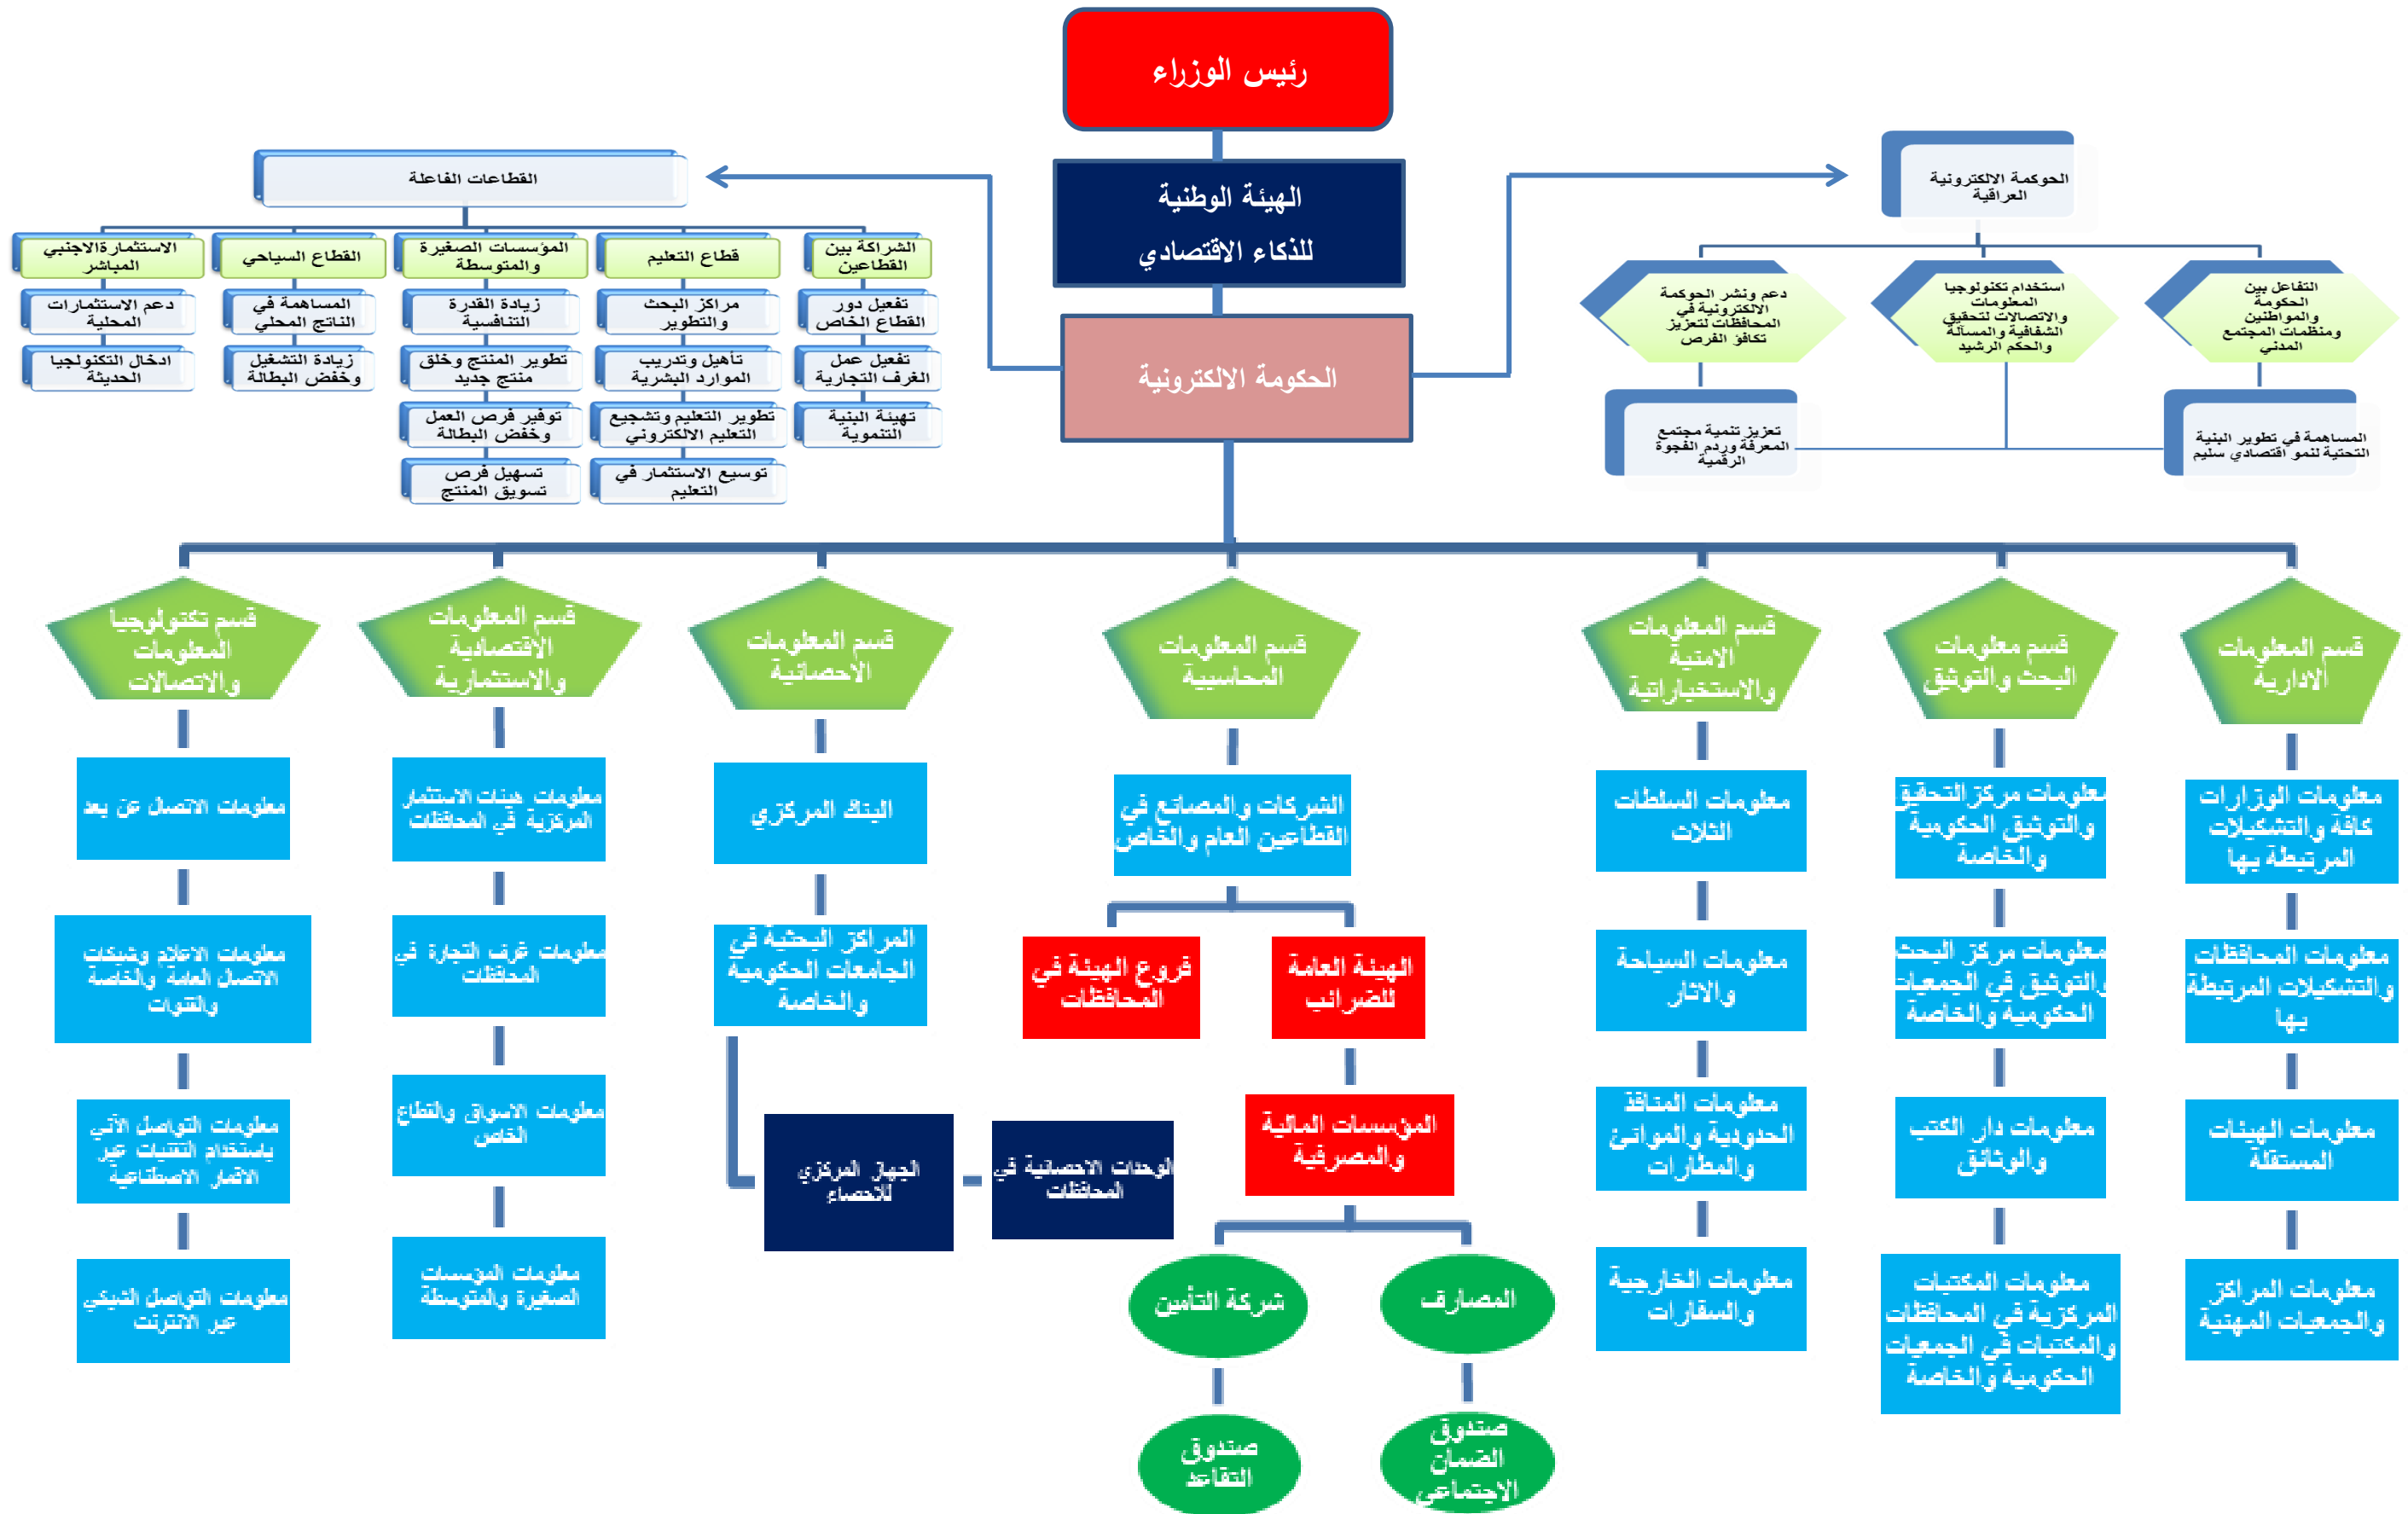 رئيس الوزراء
الهيئة الوطنية
للذكاء الاقتصادي
الحكومة الالكترونية
الحوكمة الالكترونية
العراقية
التفاعل بين
الحكومة
والمواطنين
ومنظمات المجتمع
المدني
استخدام تكنولوجيا
المعلومات
والاتصالات لتحقيق
الشفافية والمسآلة
والحكم الرشيد
دعم ونشر الحوكمة
الالكترونية في
المحافظات لتعزيز
تكافؤ الفرص
المساهمة في تطوير البنية
التحتية لنمو اقتصادي سليم
تعزيز تنمية مجتمع
المعرفة وردم الفجوة
الرقمية
القطاعات الفاعلة
الشراكة بين
القطاعين
تفعيل دور
القطاع الخاص
تفعيل عمل
الغرف التجارية
تهيئة البنية
التنموية
قطاع التعليم
مراكز البحث
والتطوير
تأهيل وتدريب
الموارد البشرية
تطوير التعليم وتشجيع
التعليم الالكتروني
توسيع الاستثمار في
التعليم
المؤسسات الصغيرة
والمتوسطة
زيادة القدرة
التنافسية
تطوير المنتج وخلق
منتج جديد
توفير فرص العمل
وخفض البطالة
تسهيل فرص
تسويق المنتج
القطاع السياحي
المساهمة في
الناتج المحلي
زيادة التشغيل
وخفض البطالة
الاستثمارةالاجنبي
المباشر
دعم الاستثمارات
المحلية
ادخال التكنولجيا
الحديثة
قسم المعلومات
الادارية
معلومات الوزارات
كافة والتشكيلات
المرتبطة بها
معلومات المحافظات
والتشكيلات المرتبطة
بها
معلومات الهيئات
المستقلة
معلومات المراكز
والجمعيات المهنية
قسم معلومات
البحث والتوثيق
معلومات مركز التحقيق
والتوثيق الحكومية
والخاصة
معلومات مركز البحث
والتوثيق في الجمعيات
الحكومية والخاصة
معلومات دار الكتب
والوثائق
معلومات المكتبات
المركزية في المحافظات
والمكتبات في الجمعيات
الحكومية والخاصة
قسم المعلومات
الامنية
والاستخباراتية
معلومات السلطات
الثلاث
معلومات السياحة
والاثار
معلومات المنافذ
الحدودية والموانئ
والمطارات
معلومات الخارجية
والسفارات
قسم المعلومات
المحاسبية
الشركات والمصانع في
القطاعين العام والخاص
الهيئة العامة
للضرائب
فروع الهيئة في
المحافظات
المؤسسات المالية
والمصرفية
المصارف
شركة التأمين
صندوق
الضمان
الاجتماعي
صندوق
التقاعد
قسم المعلومات
الاحصائية
البنك المركزي
المراكز البحثية في
الجامعات الحكومية
والخاصة
الجهاز المركزي
للاحصاء
الوحدات الاحصائية في
المحافظات
قسم المعلومات
الاقتصادية
والاستثمارية
معلومات هيئات الاستثمار
المركزية في المحافظات
معلومات غرف التجارة في
المحافظات
معلومات الاسواق والقطاع
الخاص
معلومات المؤسسات
الصغيرة والمتوسطة
قسم تكنولوجيا
المعلومات
والاتصالات
معلومات الاتصال عن بعد
معلومات الاعلام وشبكات
الاتصال العامة والخاصة
والقنوات
معلومات التواصل الآني
باستخدام التقنيات عبر
الاقمار الاصطناعية
معلومات التواصل الشبكي
عبر الانترنت